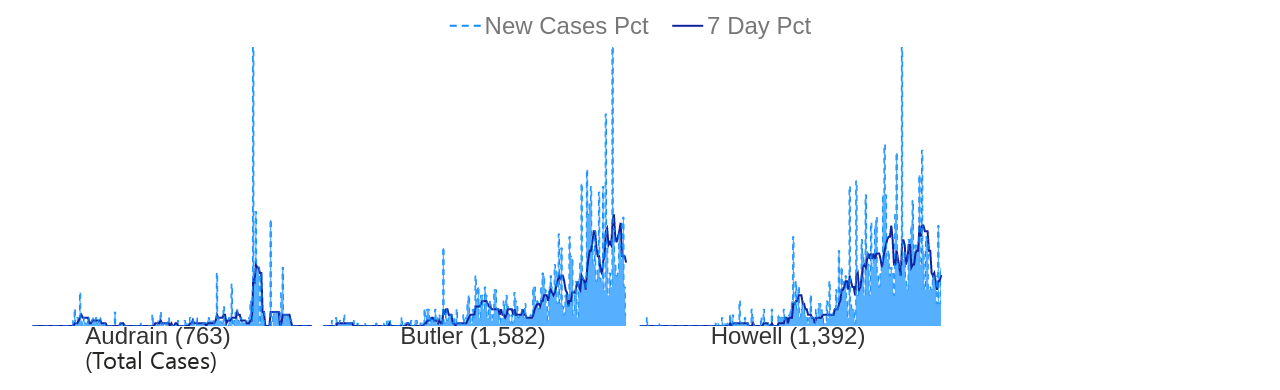 New Cases Pct 7 Day Pct
Audrain (763) Butler (1,582) Howell (1,392)
(Total Cases)